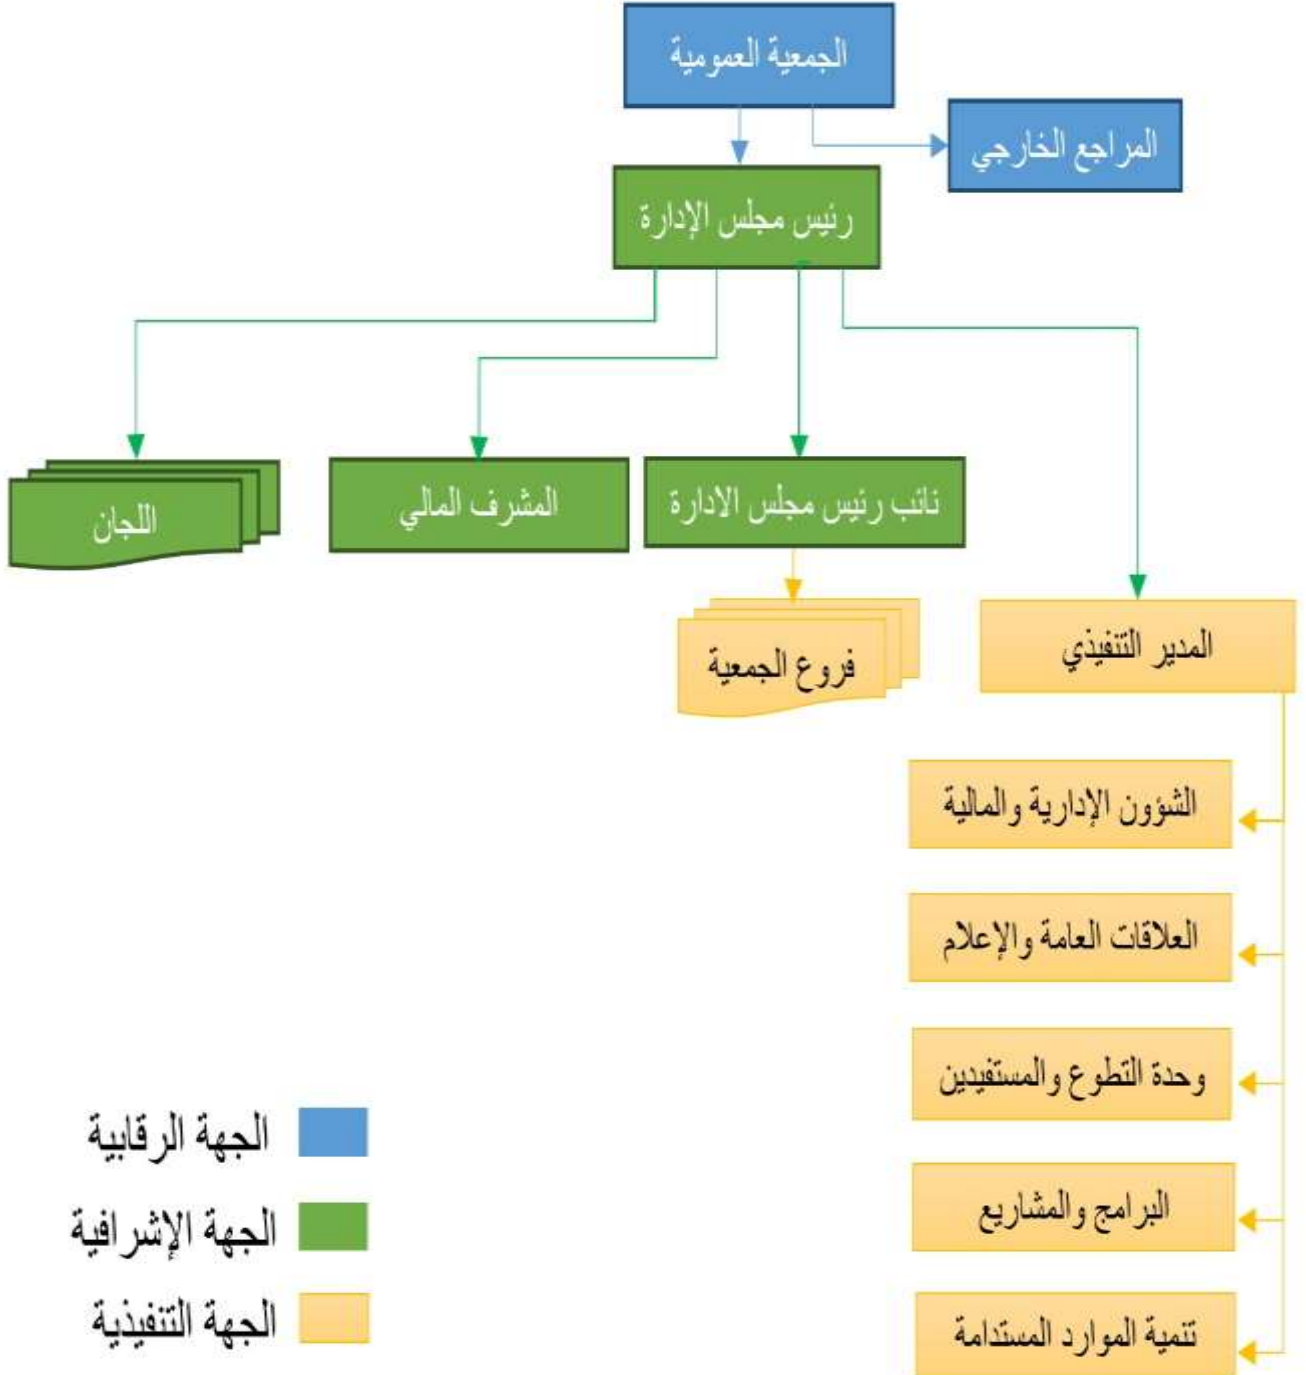 الجمعية العمومية
المراجع الخارجي
رئيس مجلس الإدارة
نائب رئيس مجلس الادارة
المشرف المالي
اللجان
المدير التنفيذي
فروع الجمعية
الشؤون الإدارية والمالية
العلاقات العامة والإعلام
وحدة التطوع والمستفيدين
البرامج والمشاريع
تنمية الموارد المستدامة
الجهة الرقابية
الجهة الإشرافية
الجهة التنفيذية